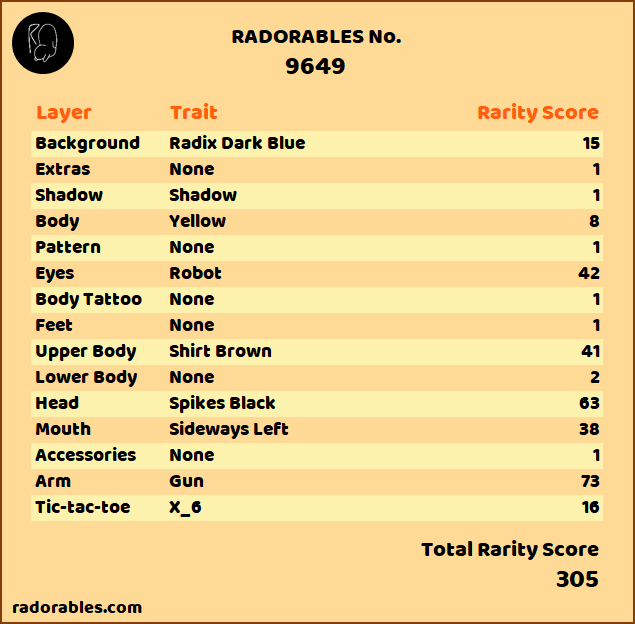 RADORABLES No.
9649
Layer Trait Rarity Score
Background Radix Dark Blue 15
Extras None 1
Shadow Shadow 1
Body Yellow 8
Pattern None 1
Eyes Robot 42
Body Tattoo None 1
Feet None 1
Upper Body Shirt Brown 41
Lower Body None 2
Head Spikes Black 63
Mouth Sideways Left 38
Accessories None 1
Arm Gun 73
Tic-tac-toe X_6 16
Total Rarity Score
305
radorables.com